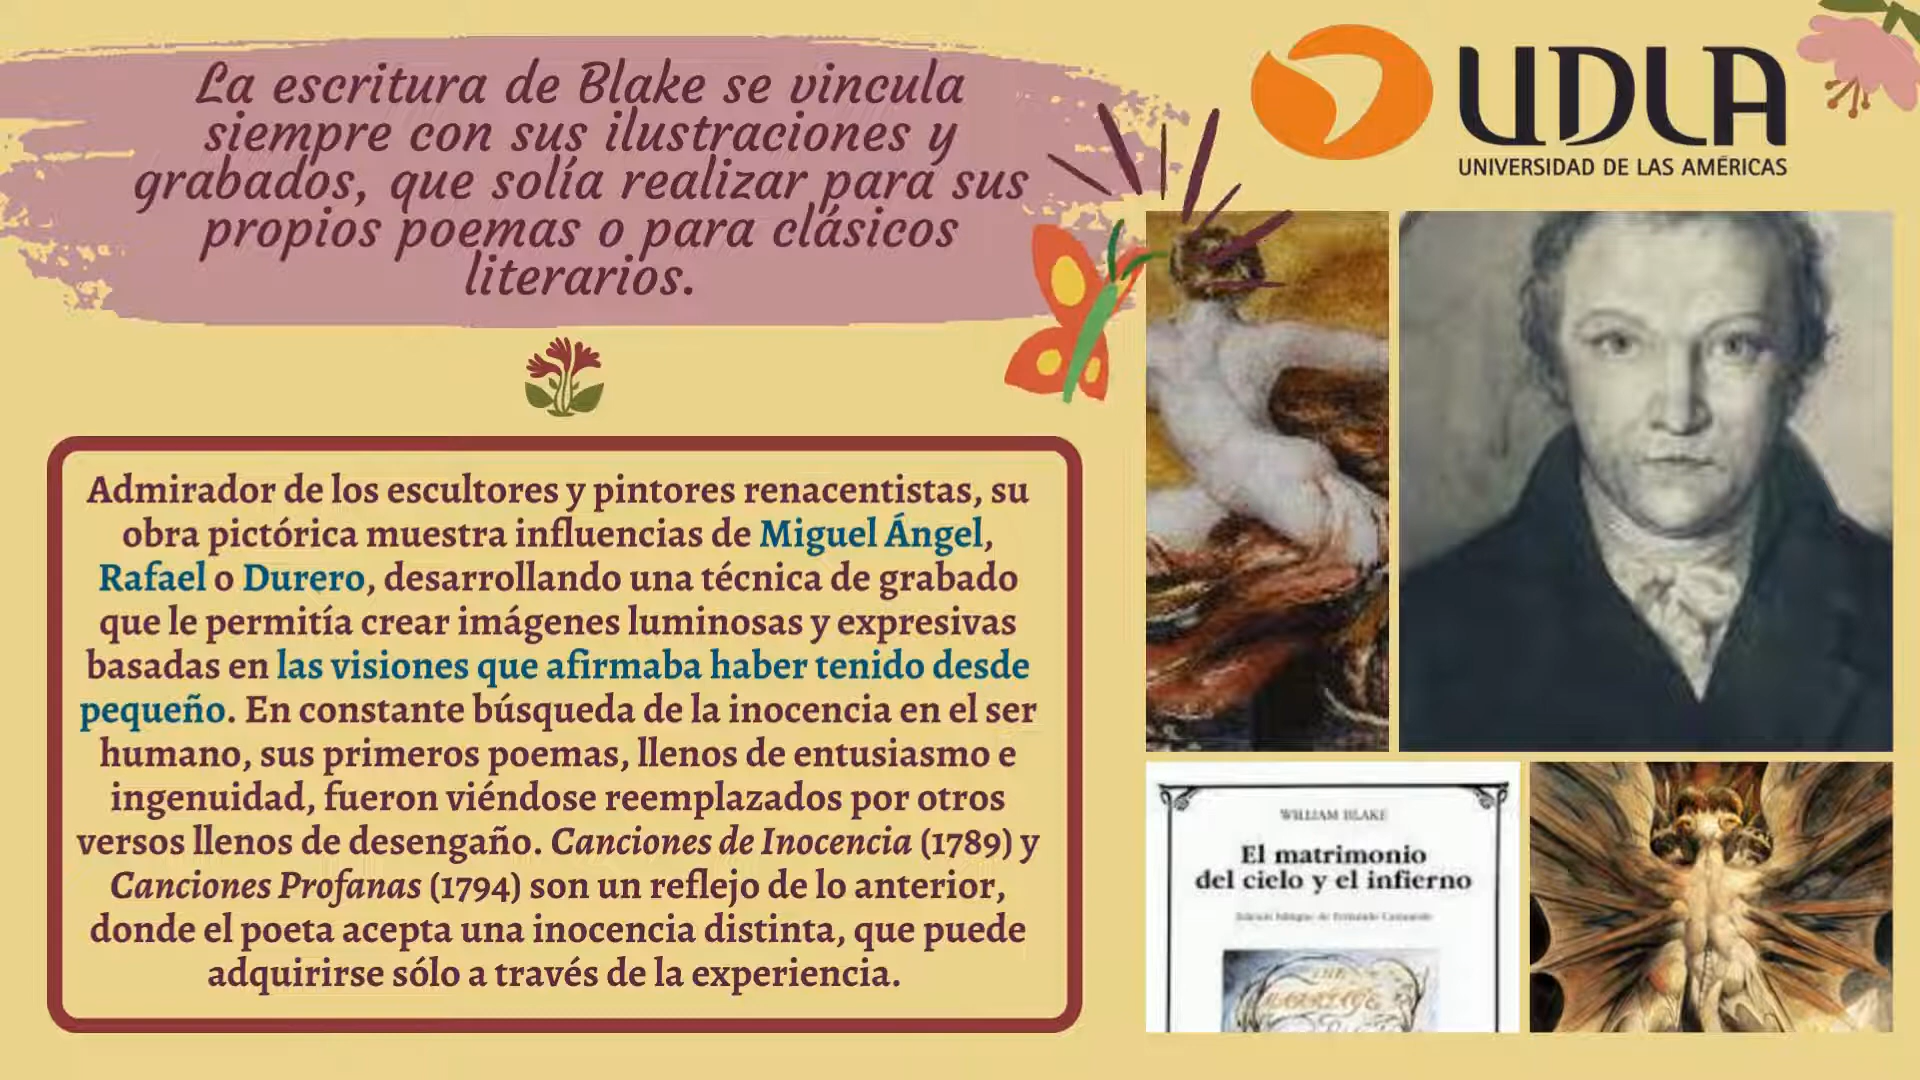 La escritura de Blake se vincula
siempre con sus ilustraciones y
grabados, que solía realizar para sus
propios poemas o para clásicos
literarios.
UDLA
UNIVERSIDAD DE LAS AMÉRICAS
Admirador de los escultores y pintores renacentistas, su
obra pictórica muestra influencias de Miguel Ángel,
Rafael o Durero, desarrollando una técnica de grabado
que le permitía crear imágenes luminosas y expresivas
basadas en las visiones que afirmaba haber tenido desde
pequeño. En constante búsqueda de la inocencia en el ser
humano, sus primeros poemas, llenos de entusiasmo e
ingenuidad, fueron viéndose reemplazados por otros
versos llenos de desengaño. Canciones de Inocencia (1789) y
Canciones Profanas (1794) son un reflejo de lo anterior,
donde el poeta acepta una inocencia distinta, que puede
adquirirse sólo a través de la experiencia.
WILLIAM BLAKE
El matrimonio
del cielo y el infierno
Edición bilingüe de Fernando
THE
MARRIAGE